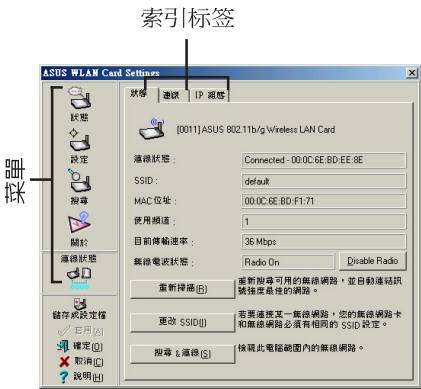 索引标签
ASUS WLAN Card Settings
狀態 連線 IP 組態
菜單
狀態
設定
搜尋
關於
連線狀態
儲存成設定檔
套用(A)
確定(O)
取消(C)
說明(H)
[0011] ASUS 802.11b/g Wireless LAN Card
連線狀態 : Connected - 00:0C:6E:BD:EE:8E
SSID : default
MAC 位址 : 00:0C:6E:BD:F1:71
使用頻道 : 1
目前傳輸速率 : 36 Mbps
無線電波狀態 : Radio On Disable Radio
重新掃描(R) 重新搜尋可用的無線網路,並自動連結訊
號強度最佳的網路。
更改 SSID(I) 若要連接某一無線網路,您的無線網路卡
和無線網路必須有相同的 SSID 設定。
搜尋 & 連線(S) 檢視此電腦範圍內的無線網路。